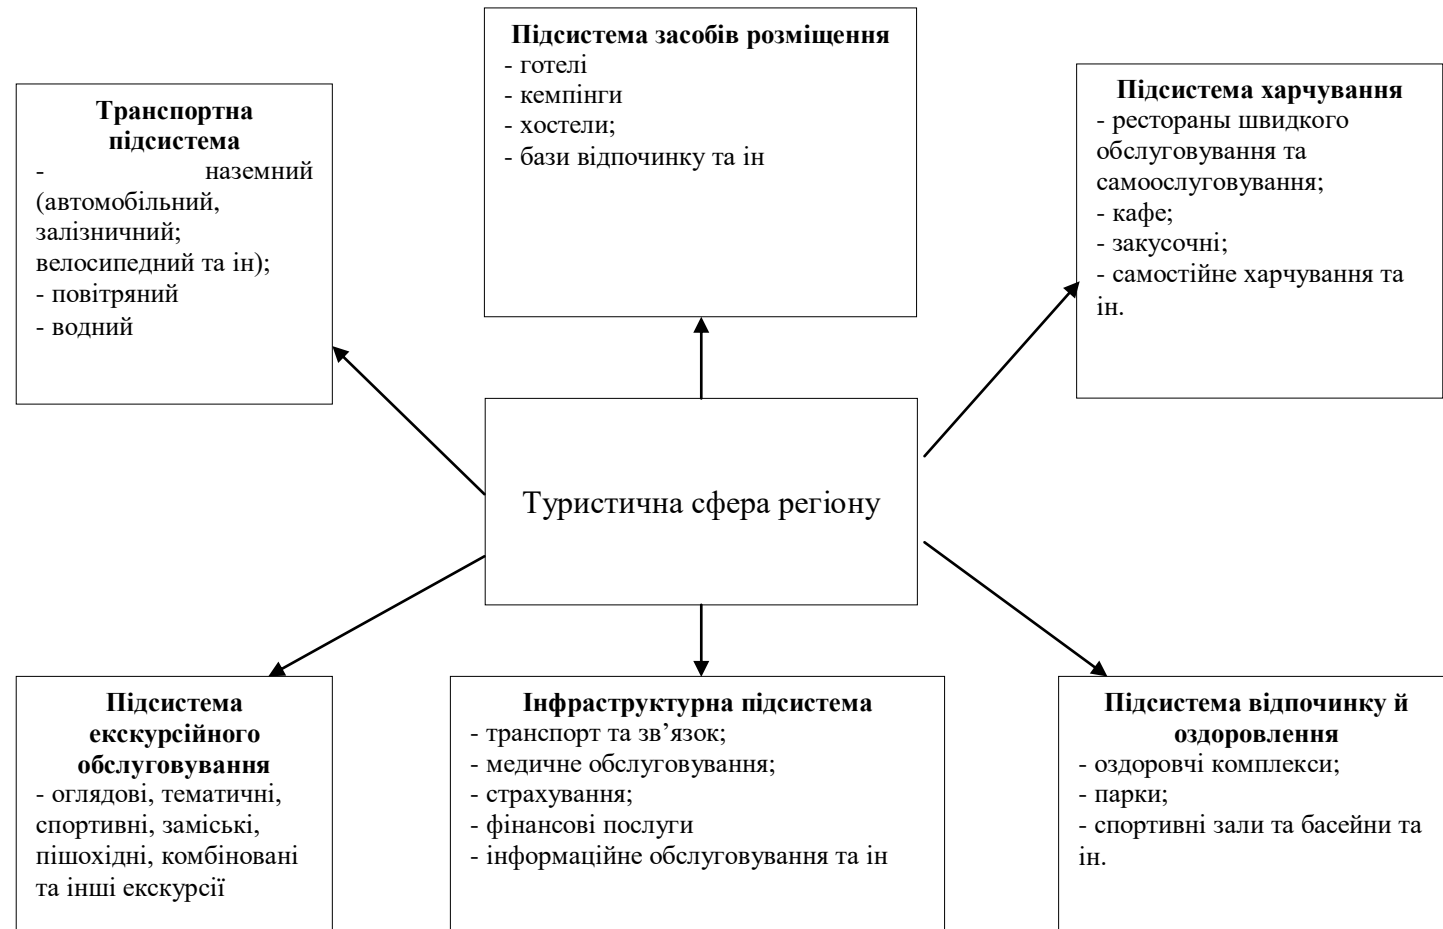 Підсистема засобів розміщення
- готелі
- кемпінги
- хостели;
- бази відпочинку та ін
Транспортна
підсистема
- наземний
(автомобільний,
залізничний;
велосипедний та ін);
- повітряний
- водний
Підсистема харчування
- рестораны швидкого
обслуговування та
самоослуговування;
- кафе;
- закусочні;
- самостійне харчування та
ін.
Туристична сфера регіону
Підсистема
екскурсійного
обслуговування
- оглядові, тематичні,
спортивні, заміські,
пішохідні, комбіновані
та інші екскурсії
Інфраструктурна підсистема
- транспорт та зв’язок;
- медичне обслуговування;
- страхування;
- фінансові послуги
- інформаційне обслуговування та ін
Підсистема відпочинку й
оздоровлення
- оздоровчі комплекси;
- парки;
- спортивні зали та басейни та
ін.